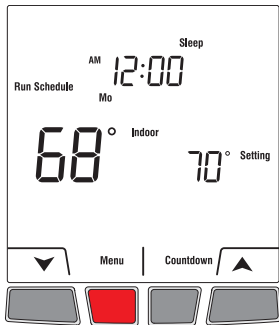 Sleep
AM 12:00
Run Schedule
Mo
68° Indoor
70° Setting
Menu Countdown